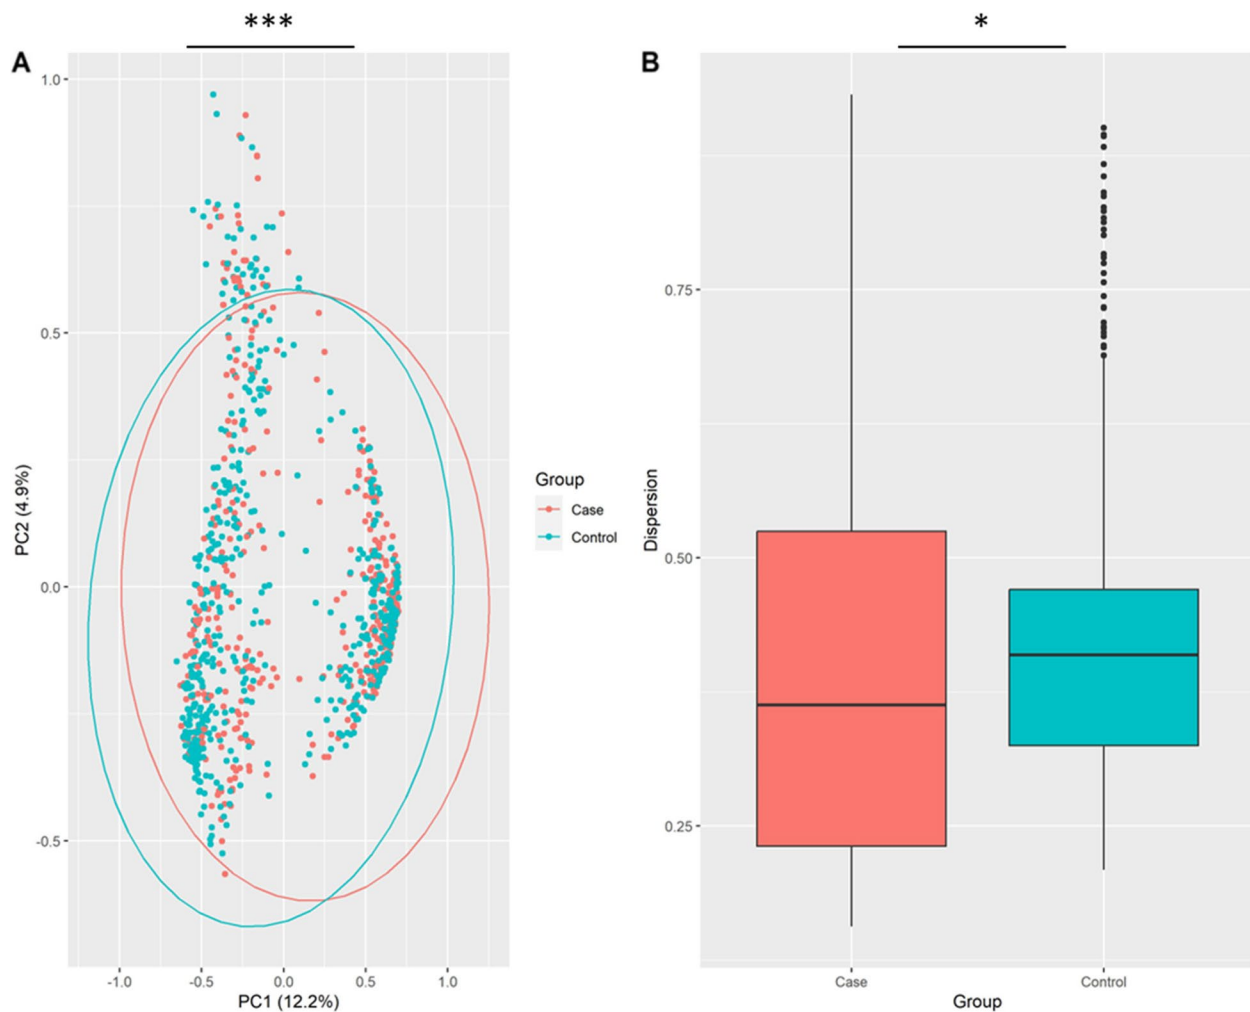 ***
*
A
B
1.0
0.5
0.0
-0.5
PC2 (4.9%)
-1.0
-0.5
0.0
0.5
1.0
PC1 (12.2%)
Group
Case
Control
Dispersion
0.75
0.50
0.25
Case
Control
Group